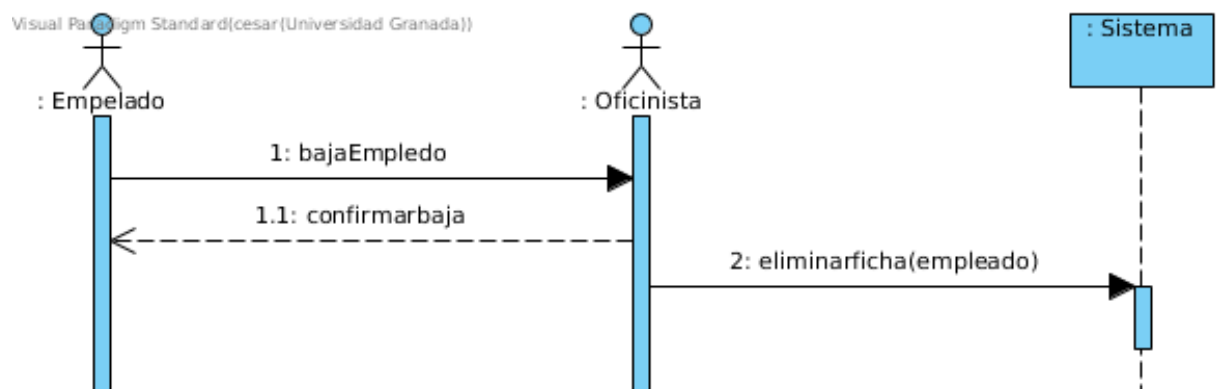 Visual Paradigm Standard(cesar(Universidad Granada))
: Empelado
: Oficinista
: Sistema
1: bajaEmpledo
1.1: confirmarbaja
2: eliminarficha(empleado)